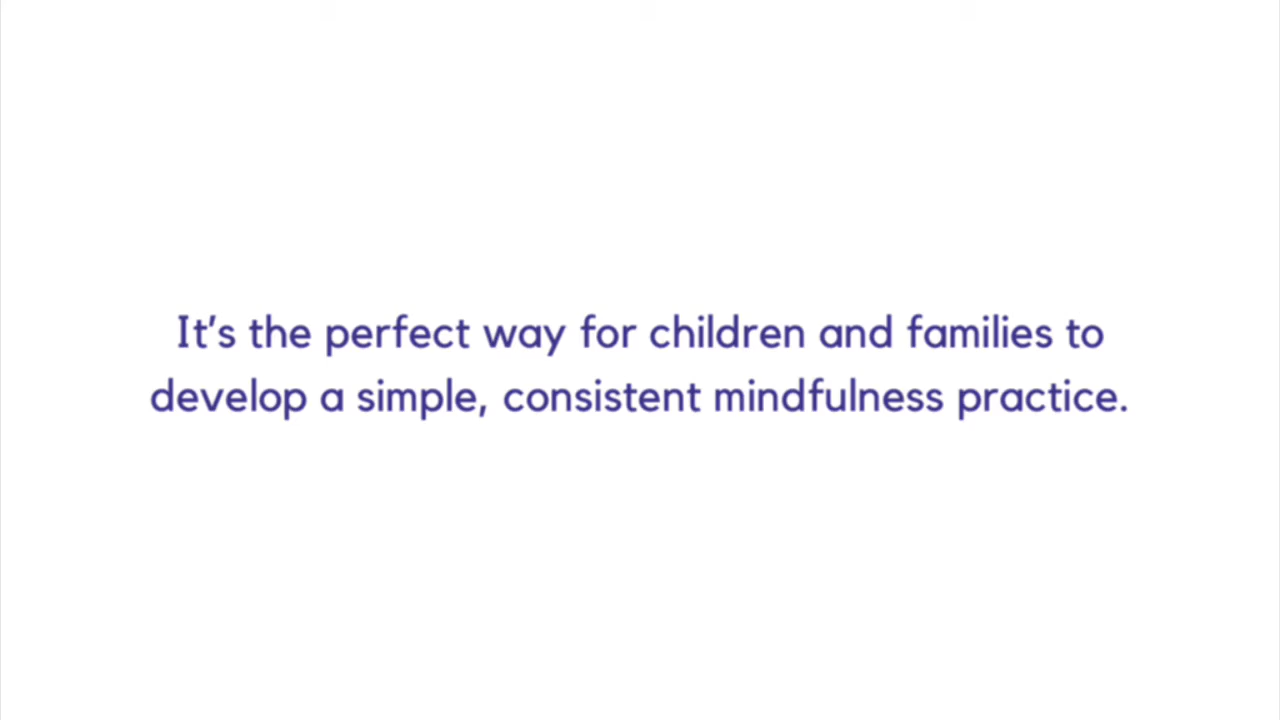 It’s the perfect way for children and families to
develop a simple, consistent mindfulness practice.